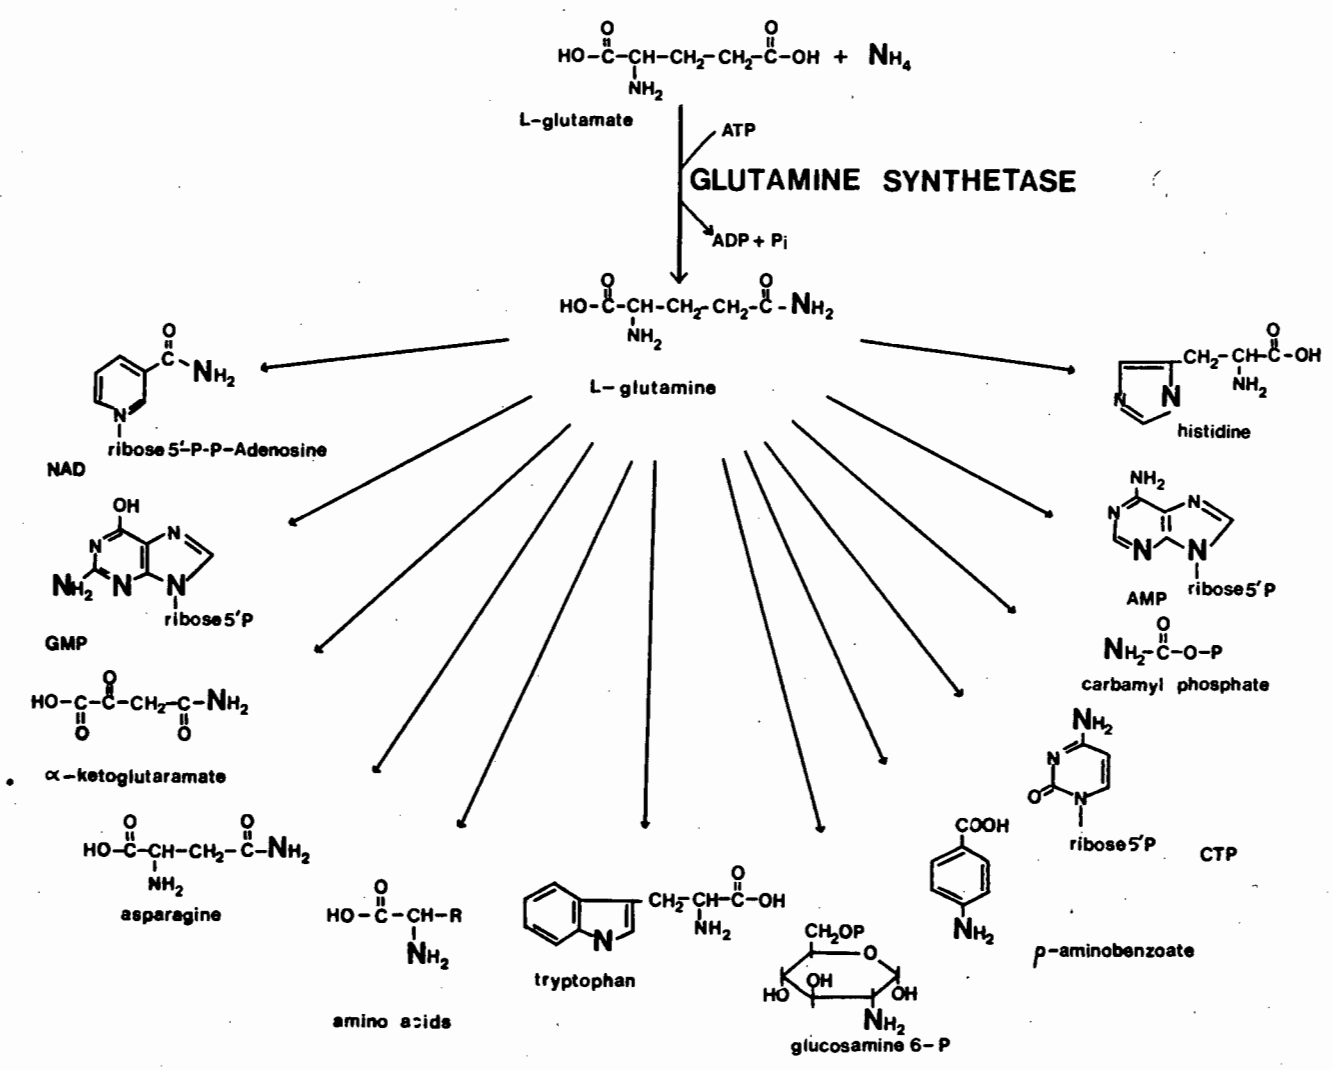 HO-C-CH-CH2-CH2-C-OH + NH4
O
O
NH2
L-glutamate
ATP
GLUTAMINE SYNTHETASE
ADP + Pi
O
O
HO-C-CH-CH2-CH2-C-NH2
NH2
L-glutamine
O
C-NH2
N
ribose 5'-P-P-Adenosine
NAD
OH
N
N
NH2
N
N
ribose 5'P
GMP
O
HO-C-C-CH2-C-NH2
O
O
α-ketoglutaramate
O
O
HO-C-CH-CH2-C-NH2
NH2
asparagine
O
HO-C-CH-R
NH2
amino acids
O
CH2-CH-C-OH
NH2
N
tryptophan
CH2OP
O
OH
HO
OH
NH2
glucosamine 6-P
COOH
NH2
p-aminobenzoate
NH2
N
O
N
ribose 5'P
CTP
O
NH2-C-O-P
carbamyl phosphate
NH2
N
N
N
N
ribose 5'P
AMP
O
CH2-CH-C-OH
NH2
N
N
histidine